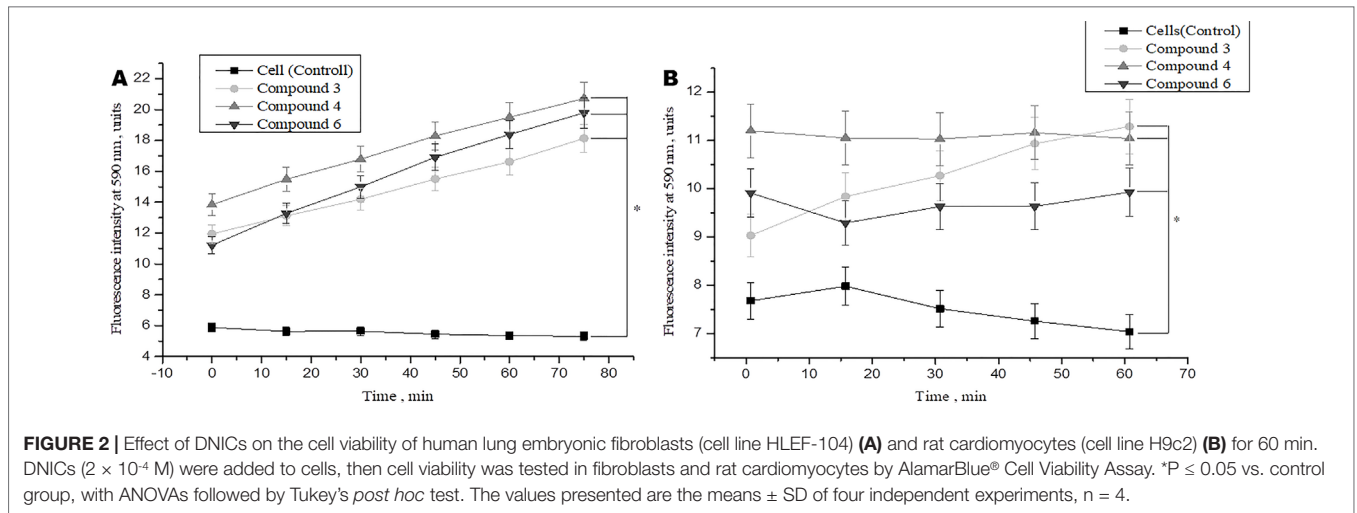 A
Cell (Controll)
Compound 3
Compound 4
Compound 6
Fluorescence intensity at 590 nm, units
22
20
18
16
14
12
10
8
6
4
-10 0 10 20 30 40 50 60 70 80
Time , min
*
B
Cells(Control)
Compound 3
Compound 4
Compound 6
Fluorescence intensity at 590 nm, units
12
11
10
9
8
7
0 10 20 30 40 50 60 70
Time , min
*
FIGURE 2 | Effect of DNICs on the cell viability of human lung embryonic fibroblasts (cell line HLEF-104) (A) and rat cardiomyocytes (cell line H9c2) (B) for 60 min.
DNICs (2 × 10⁻⁴ M) were added to cells, then cell viability was tested in fibroblasts and rat cardiomyocytes by AlamarBlue® Cell Viability Assay. *P ≤ 0.05 vs. control
group, with ANOVAs followed by Tukey's post hoc test. The values presented are the means ± SD of four independent experiments, n = 4.